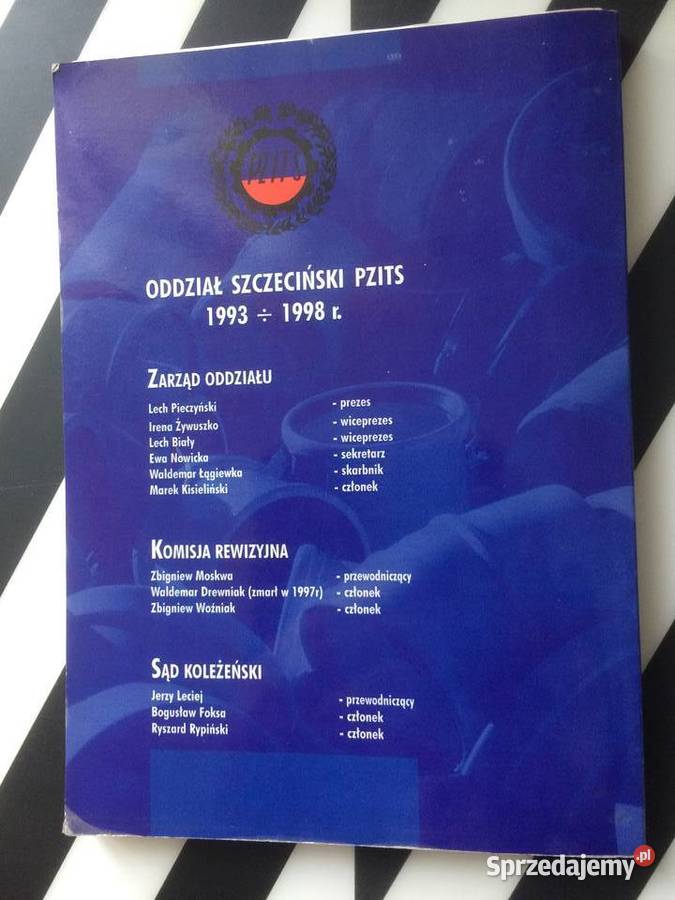 PZITS
ODDZIAŁ SZCZECIŃSKI PZITS
1993 ÷ 1998 r.
ZARZĄD ODDZIAŁU
Lech Pieczyński - prezes
Irena Żywuszko - wiceprezes
Lech Biały - wiceprezes
Ewa Nowicka - sekretarz
Waldemar Łągiewka - skarbnik
Marek Kisieliński - członek
KOMISJA REWIZYJNA
Zbigniew Moskwa - przewodniczący
Waldemar Drewniak (zmarł w 1997r) - członek
Zbigniew Woźniak - członek
SĄD KOLEŻEŃSKI
Jerzy Leciej - przewodniczący
Bogusław Foksa - członek
Ryszard Rypiński - członek
Sprzedajemy.pl